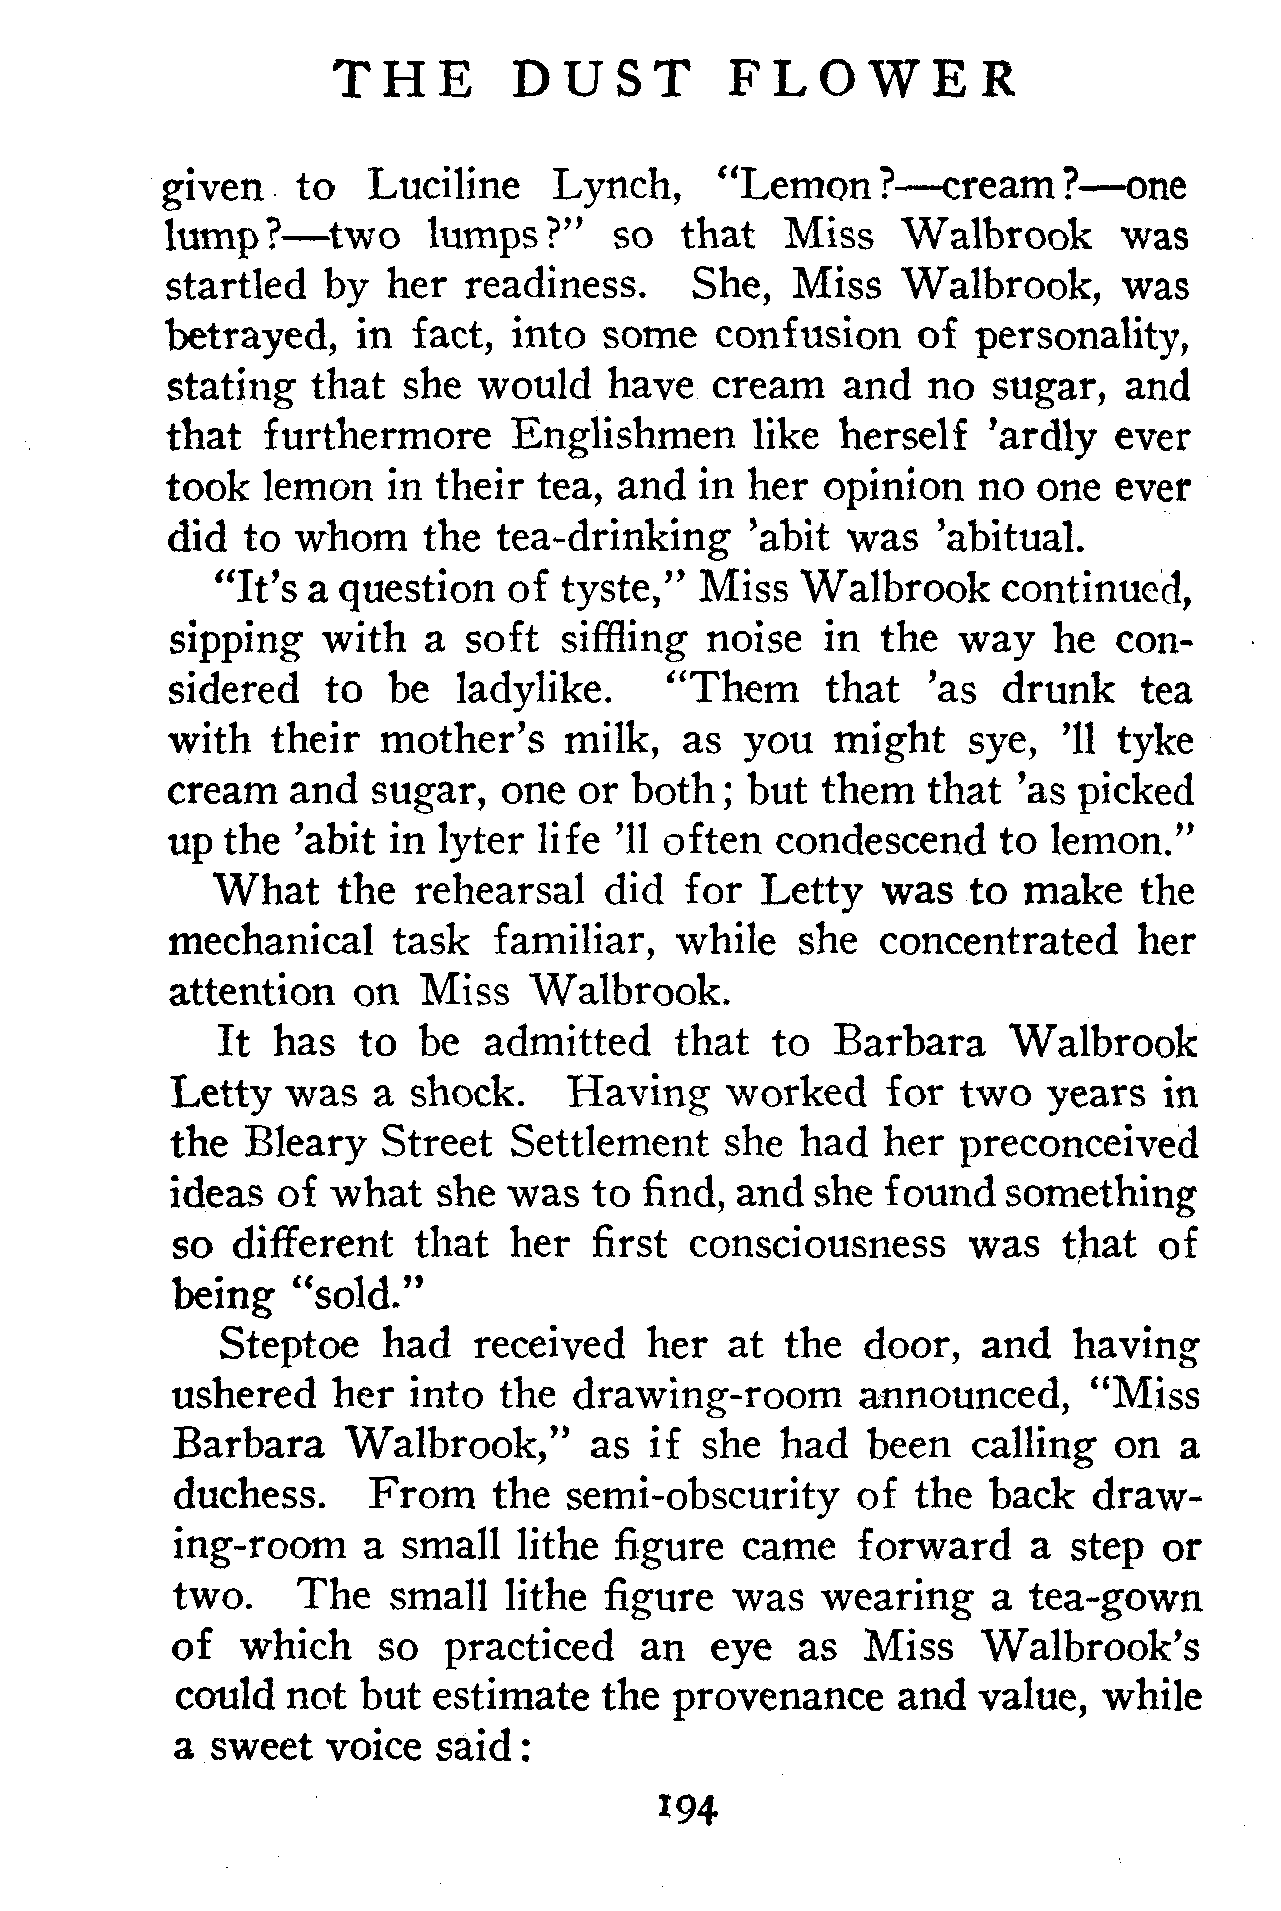 THE DUST FLOWER
given to Luciline Lynch, “Lemon?—cream?—one
lump?—two lumps?” so that Miss Walbrook was
startled by her readiness. She, Miss Walbrook, was
betrayed, in fact, into some confusion of personality,
stating that she would have cream and no sugar, and
that furthermore Englishmen like herself ’ardly ever
took lemon in their tea, and in her opinion no one ever
did to whom the tea-drinking ’abit was ’abitual.
“It’s a question of tyste,” Miss Walbrook continued,
sipping with a soft siffling noise in the way he con-
sidered to be ladylike. “Them that ’as drunk tea
with their mother’s milk, as you might sye, ’ll tyke
cream and sugar, one or both; but them that ’as picked
up the ’abit in lyter life ’ll often condescend to lemon.”
What the rehearsal did for Letty was to make the
mechanical task familiar, while she concentrated her
attention on Miss Walbrook.
It has to be admitted that to Barbara Walbrook
Letty was a shock. Having worked for two years in
the Bleary Street Settlement she had her preconceived
ideas of what she was to find, and she found something
so different that her first consciousness was that of
being “sold.”
Steptoe had received her at the door, and having
ushered her into the drawing-room announced, “Miss
Barbara Walbrook,” as if she had been calling on a
duchess. From the semi-obscurity of the back draw-
ing-room a small lithe figure came forward a step or
two. The small lithe figure was wearing a tea-gown
of which so practiced an eye as Miss Walbrook’s
could not but estimate the provenance and value, while
a sweet voice said:
194